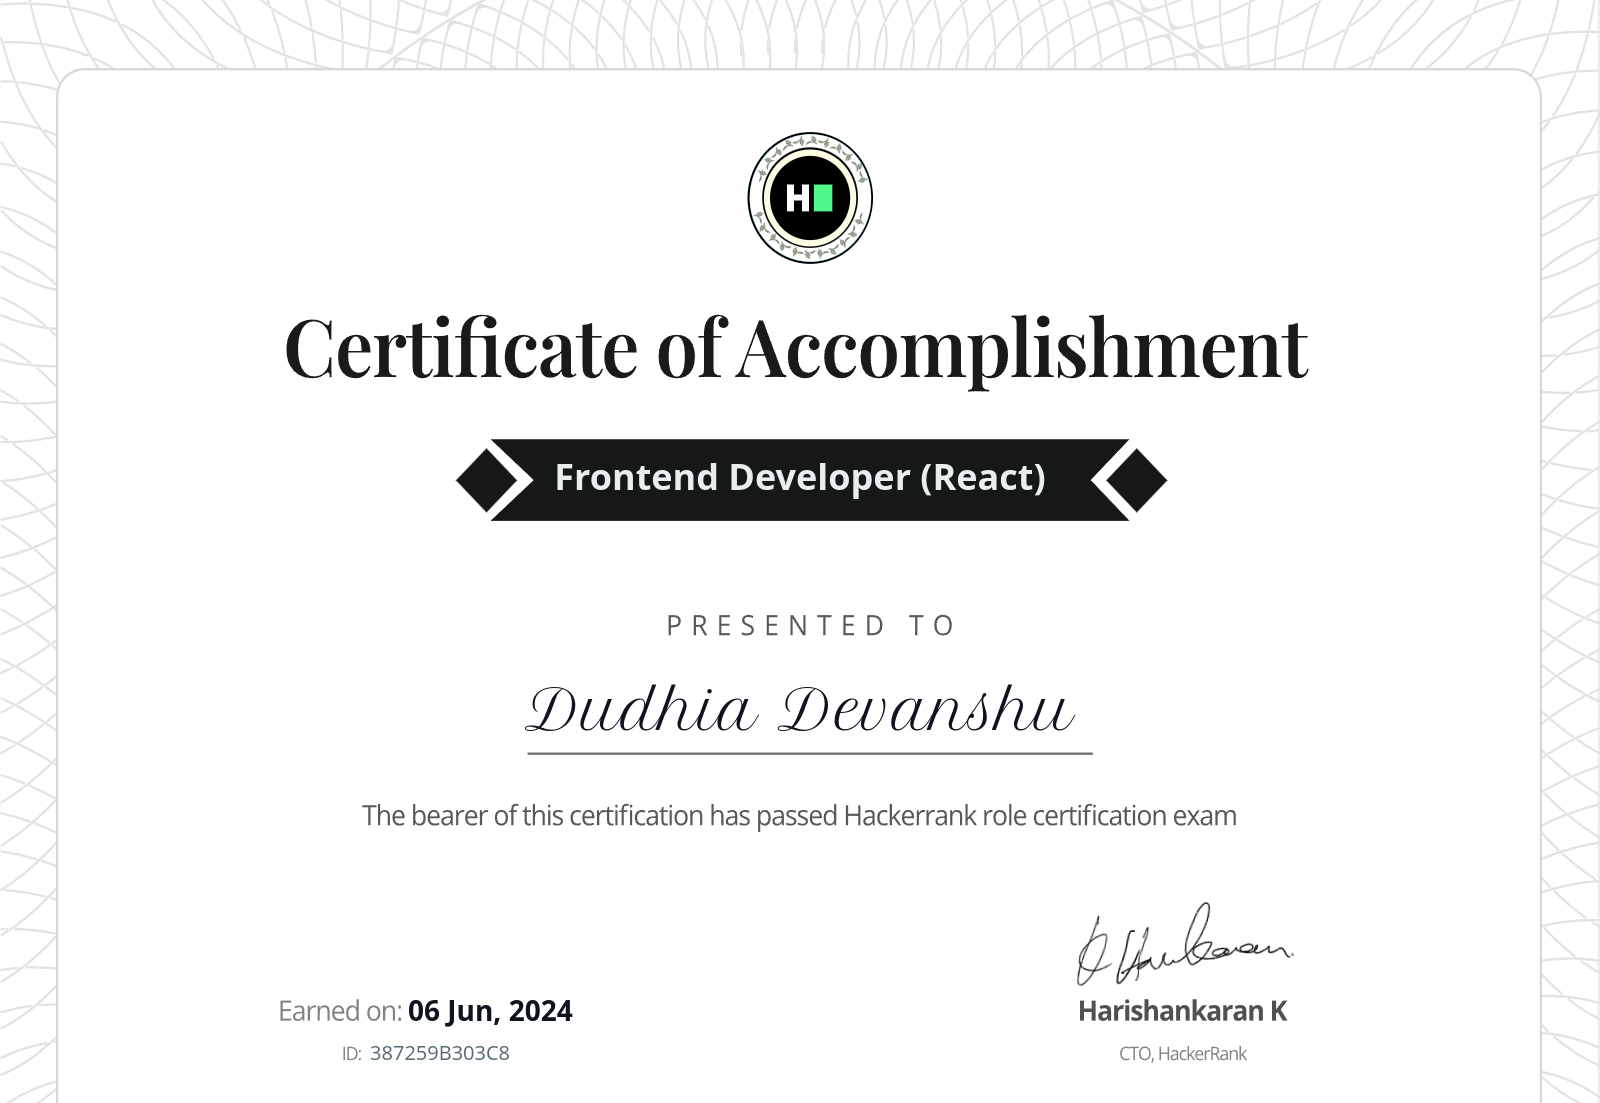 H
Certificate of Accomplishment
Frontend Developer (React)
PRESENTED TO
Dudhia Devanshu
The bearer of this certification has passed Hackerrank role certification exam
Earned on: 06 Jun, 2024
ID: 387259B303C8
Harishankaran K
CTO, HackerRank